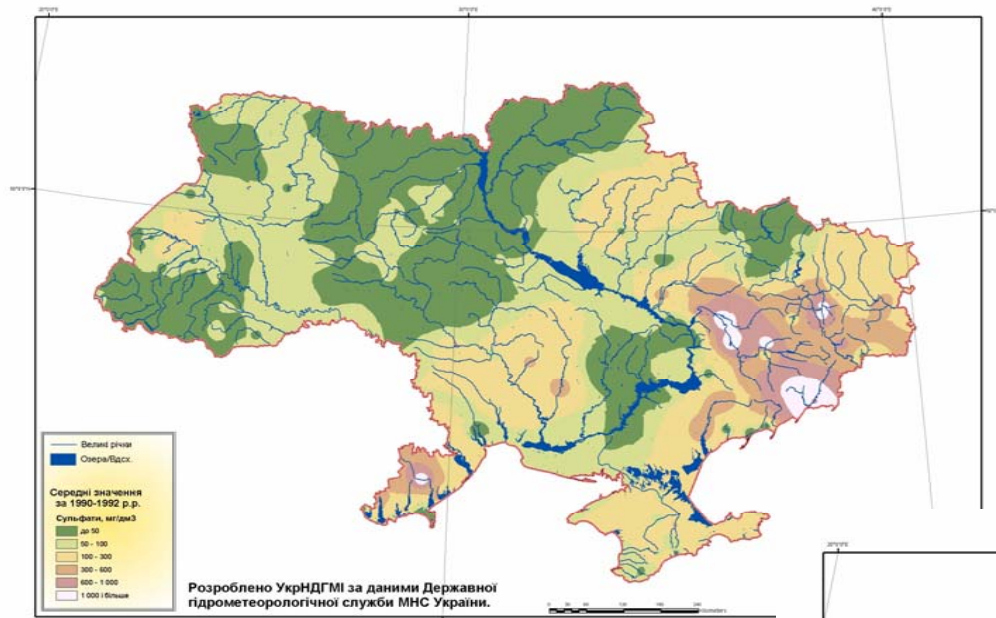 Великі річки
Озера/Вдсх.
Середні значення
за 1990-1992 р.р.
Сульфати, мг/дм3
до 50
50 - 100
100 - 300
300 - 600
600 - 1 000
1 000 і більше
Розроблено УкрНДГМІ за даними Державної
гідрометеорологічної служби МНС України.